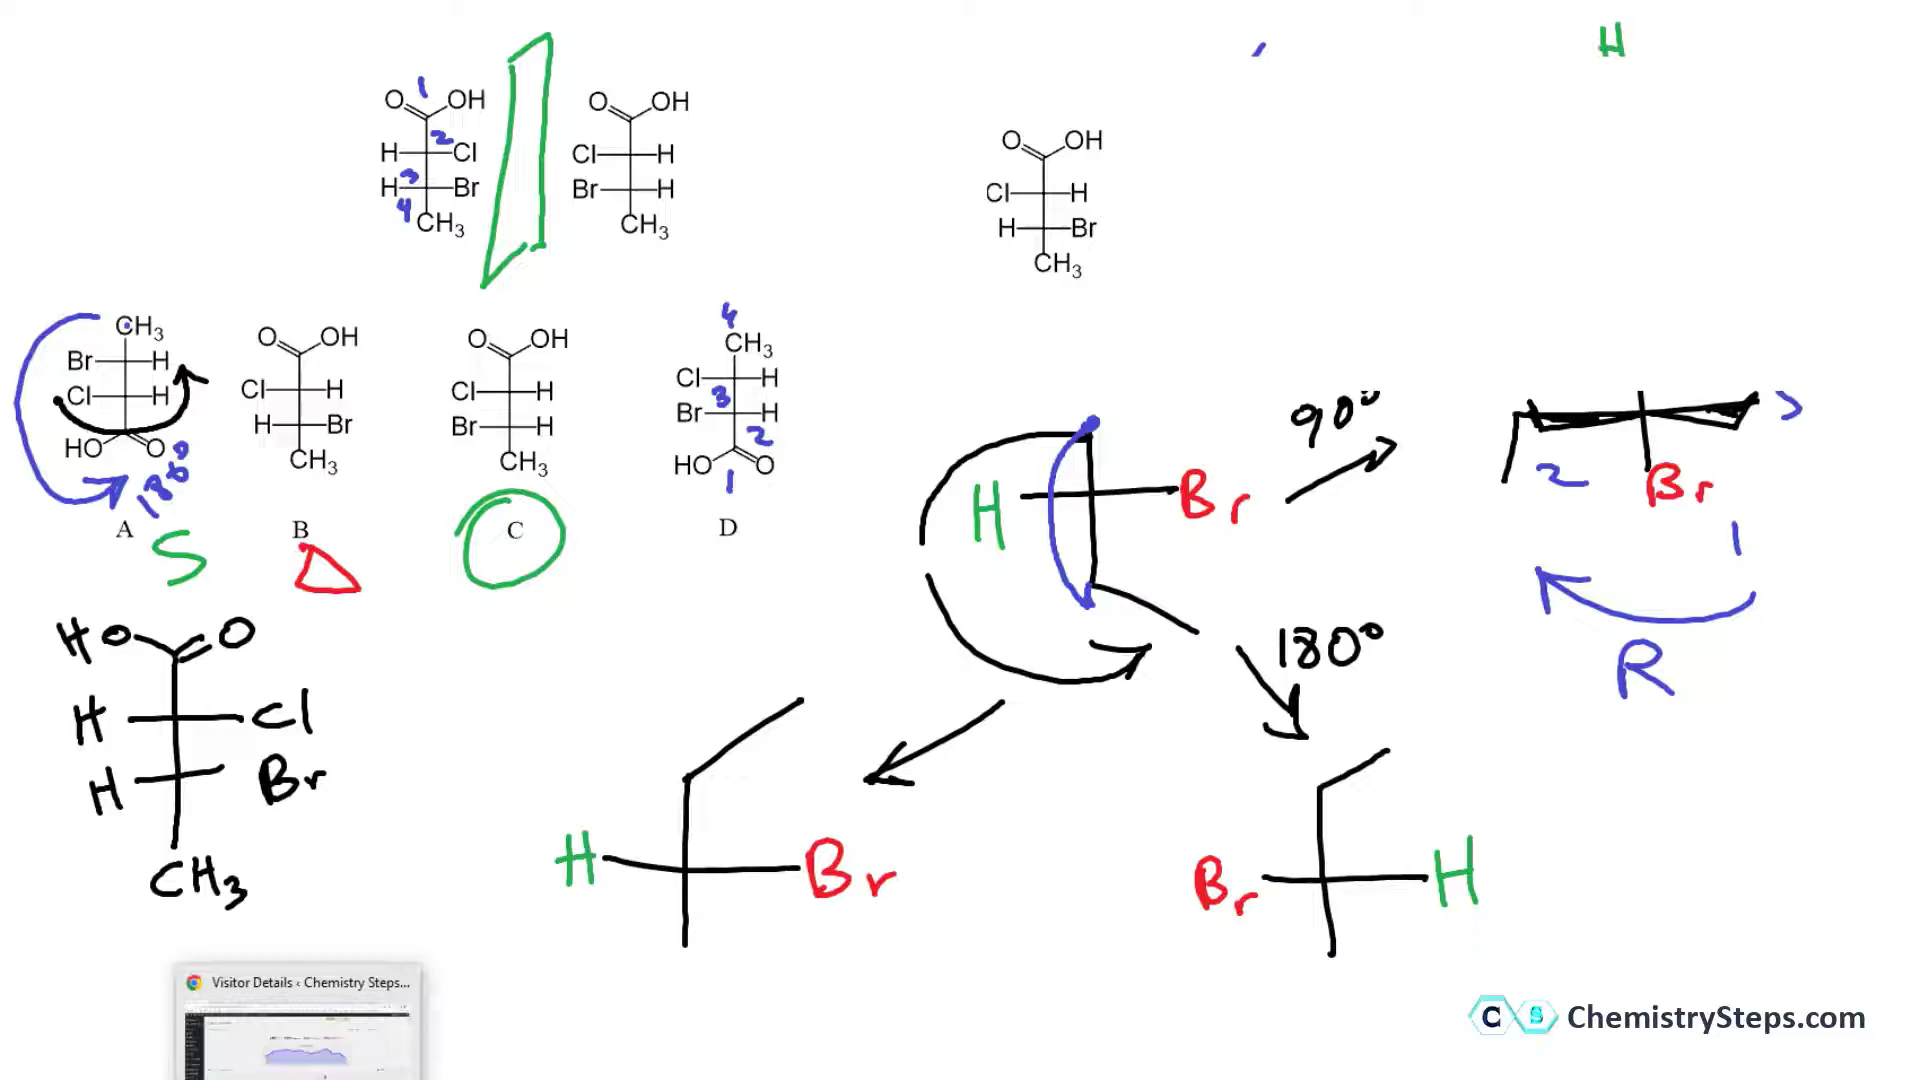 H
1
O OH
H 2 Cl
H 3 Br
4 CH3
O OH
Cl H
Br H
CH3
O OH
Cl H
H Br
CH3
CH3
Br H
Cl H
HO O
180°
A
S
O OH
Cl H
H Br
CH3
B
O OH
Cl H
Br H
CH3
C
4
CH3
Cl H
3
Br H
2
HO O
1
D
H Br
90°
2 Br
1
R
180°
HO O
H Cl
H Br
CH3
H Br
Br H
Visitor Details ‹ Chemistry Steps...
C S ChemistrySteps.com